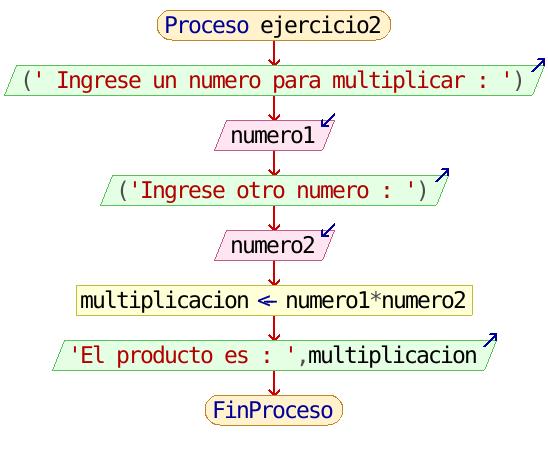 Proceso ejercicio2
(' Ingrese un numero para multiplicar : ')
numero1
('Ingrese otro numero : ')
numero2
multiplicacion ← numero1*numero2
'El producto es : ',multiplicacion
FinProceso